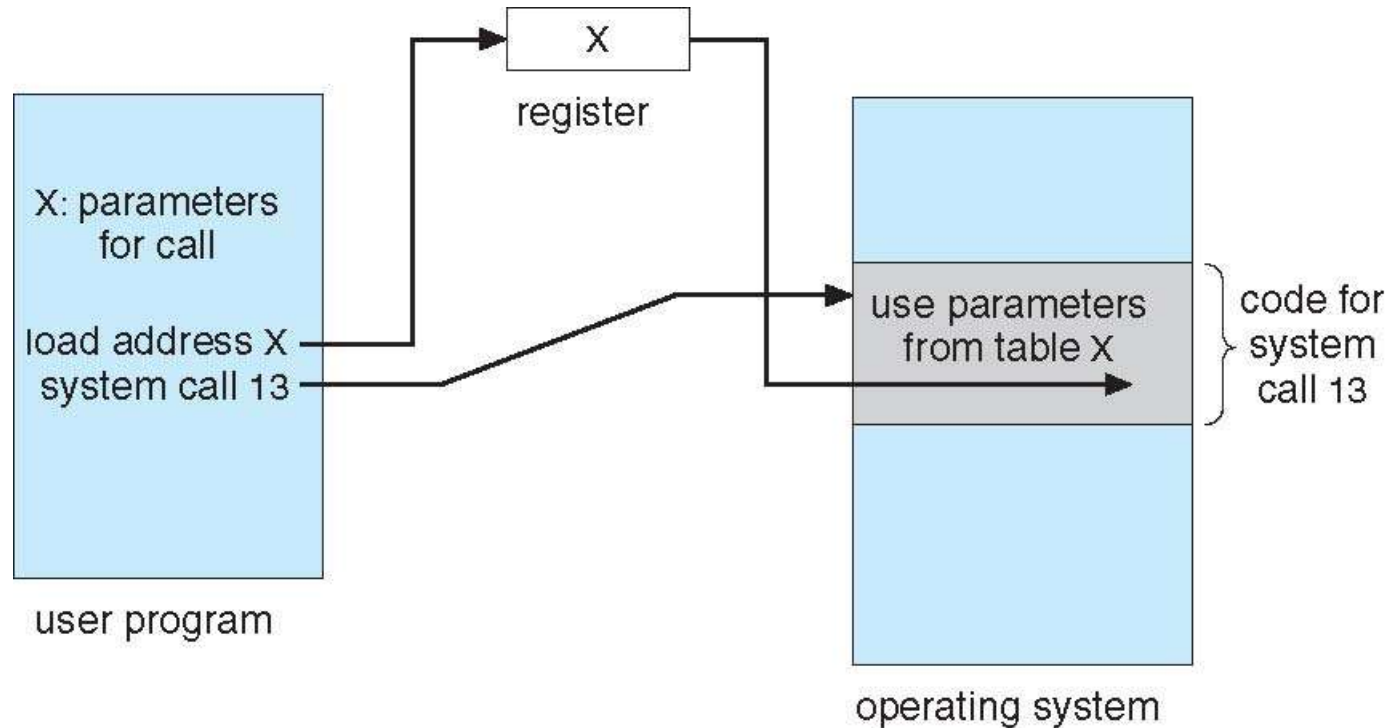 X
register
X: parameters
for call
load address X
system call 13
user program
use parameters
from table X
code for
system
call 13
operating system